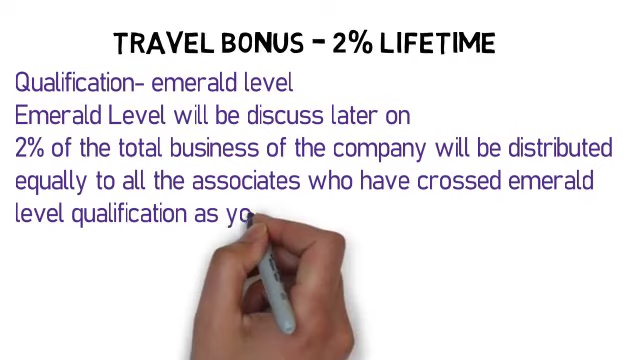 TRAVEL BONUS - 2% LIFETIME
Qualification- emerald level
Emerald Level will be discuss later on
2% of the total business of the company will be distributed
equally to all the associates who have crossed emerald
level qualification as yo